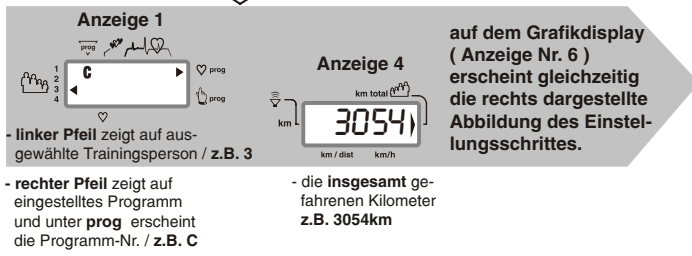 Anzeige 1
prog
1
2
3
4
C
prog
prog
- linker Pfeil zeigt auf aus-
gewählte Trainingsperson / z.B. 3
- rechter Pfeil zeigt auf
eingestelltes Programm
und unter prog erscheint
die Programm-Nr. / z.B. C
Anzeige 4
km total
km
3054
km / dist km/h
- die insgesamt ge-
fahrenen Kilometer
z.B. 3054km
auf dem Grafikdisplay
( Anzeige Nr. 6 )
erscheint gleichzeitig
die rechts dargestellte
Abbildung des Einstel-
lungsschrittes.